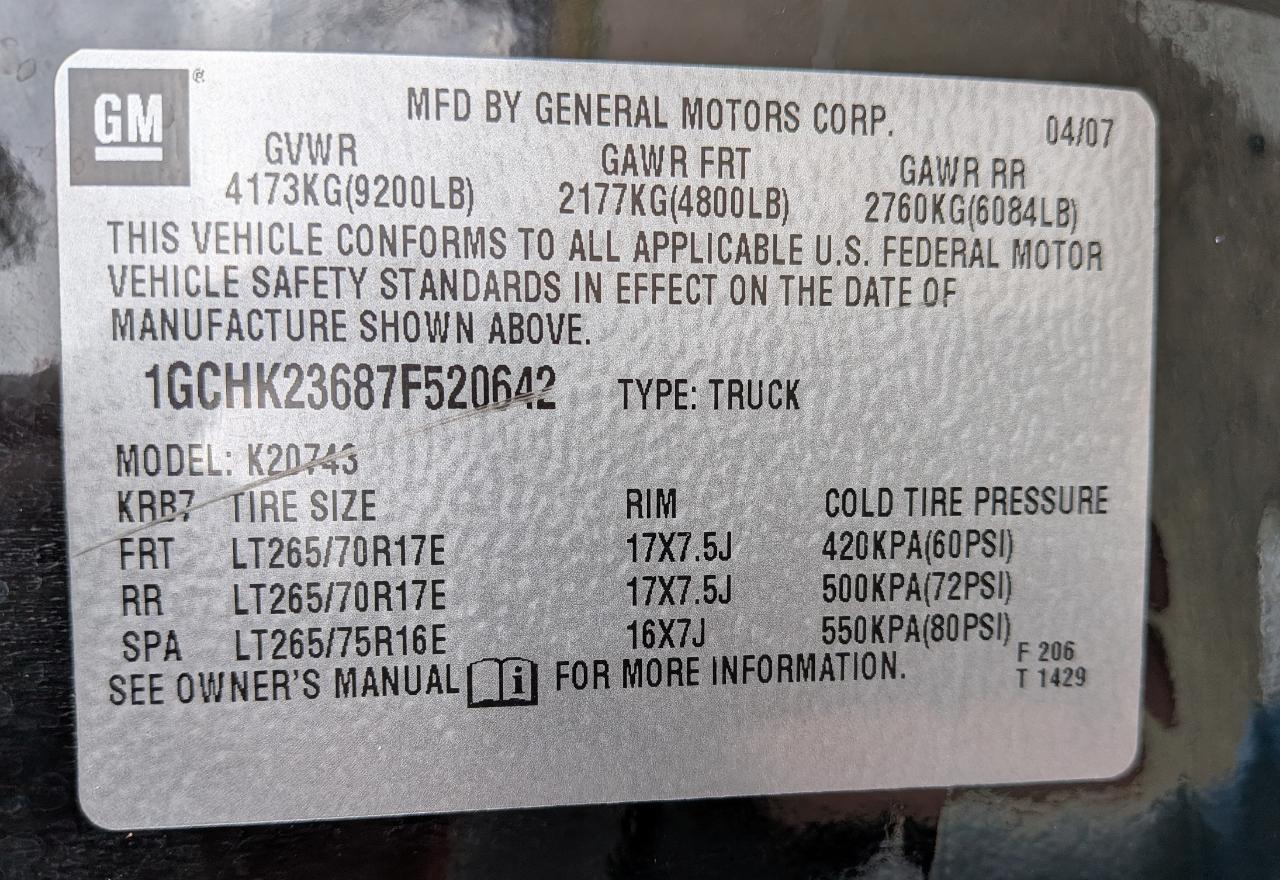 GM ®
MFD BY GENERAL MOTORS CORP. 04/07
GVWR GAWR FRT GAWR RR
4173KG(9200LB) 2177KG(4800LB) 2760KG(6084LB)
THIS VEHICLE CONFORMS TO ALL APPLICABLE U.S. FEDERAL MOTOR
VEHICLE SAFETY STANDARDS IN EFFECT ON THE DATE OF
MANUFACTURE SHOWN ABOVE.
1GCHK23687F520642 TYPE: TRUCK
MODEL: K20743
KRB7 TIRE SIZE RIM COLD TIRE PRESSURE
FRT LT265/70R17E 17X7.5J 420KPA(60PSI)
RR LT265/70R17E 17X7.5J 500KPA(72PSI)
SPA LT265/75R16E 16X7J 550KPA(80PSI)
F 206
SEE OWNER'S MANUAL i FOR MORE INFORMATION. T 1429